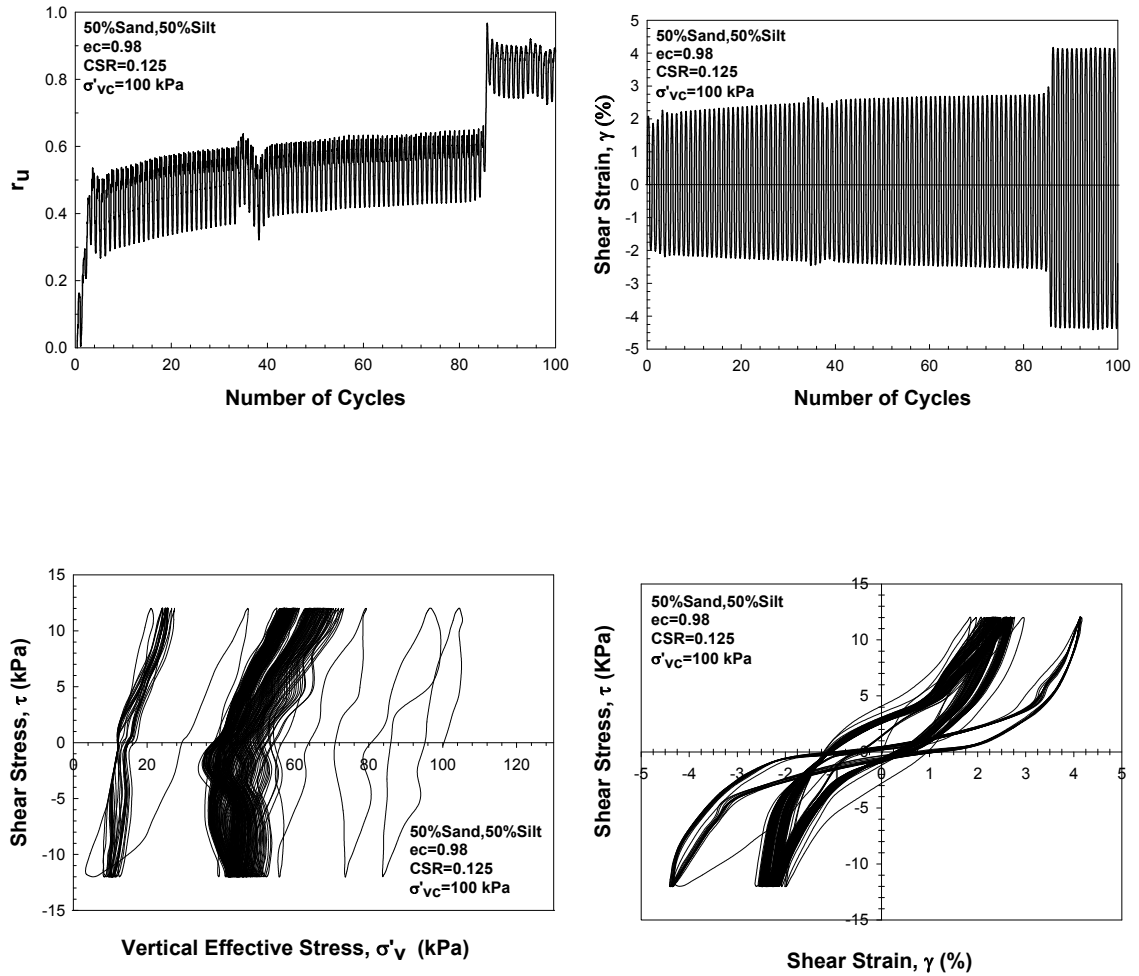 1.0
0.8
0.6
0.4
0.2
0.0
r_u
50%Sand,50%Silt
ec=0.98
CSR=0.125
σ'vc=100 kPa
0 20 40 60 80 100
Number of Cycles
5
4
3
2
1
0
-1
-2
-3
-4
-5
Shear Strain, γ (%)
50%Sand,50%Silt
ec=0.98
CSR=0.125
σ'vc=100 kPa
0 20 40 60 80 100
Number of Cycles
15
10
5
0
-5
-10
-15
Shear Stress, τ (kPa)
0 20 40 60 80 100 120
50%Sand,50%Silt
ec=0.98
CSR=0.125
σ'vc=100 kPa
Vertical Effective Stress, σ'v (kPa)
15
10
5
0
-5
-10
-15
Shear Stress, τ (KPa)
50%Sand,50%Silt
ec=0.98
CSR=0.125
σ'vc=100 kPa
-5 -4 -3 -2 -1 0 1 2 3 4 5
Shear Strain, γ (%)